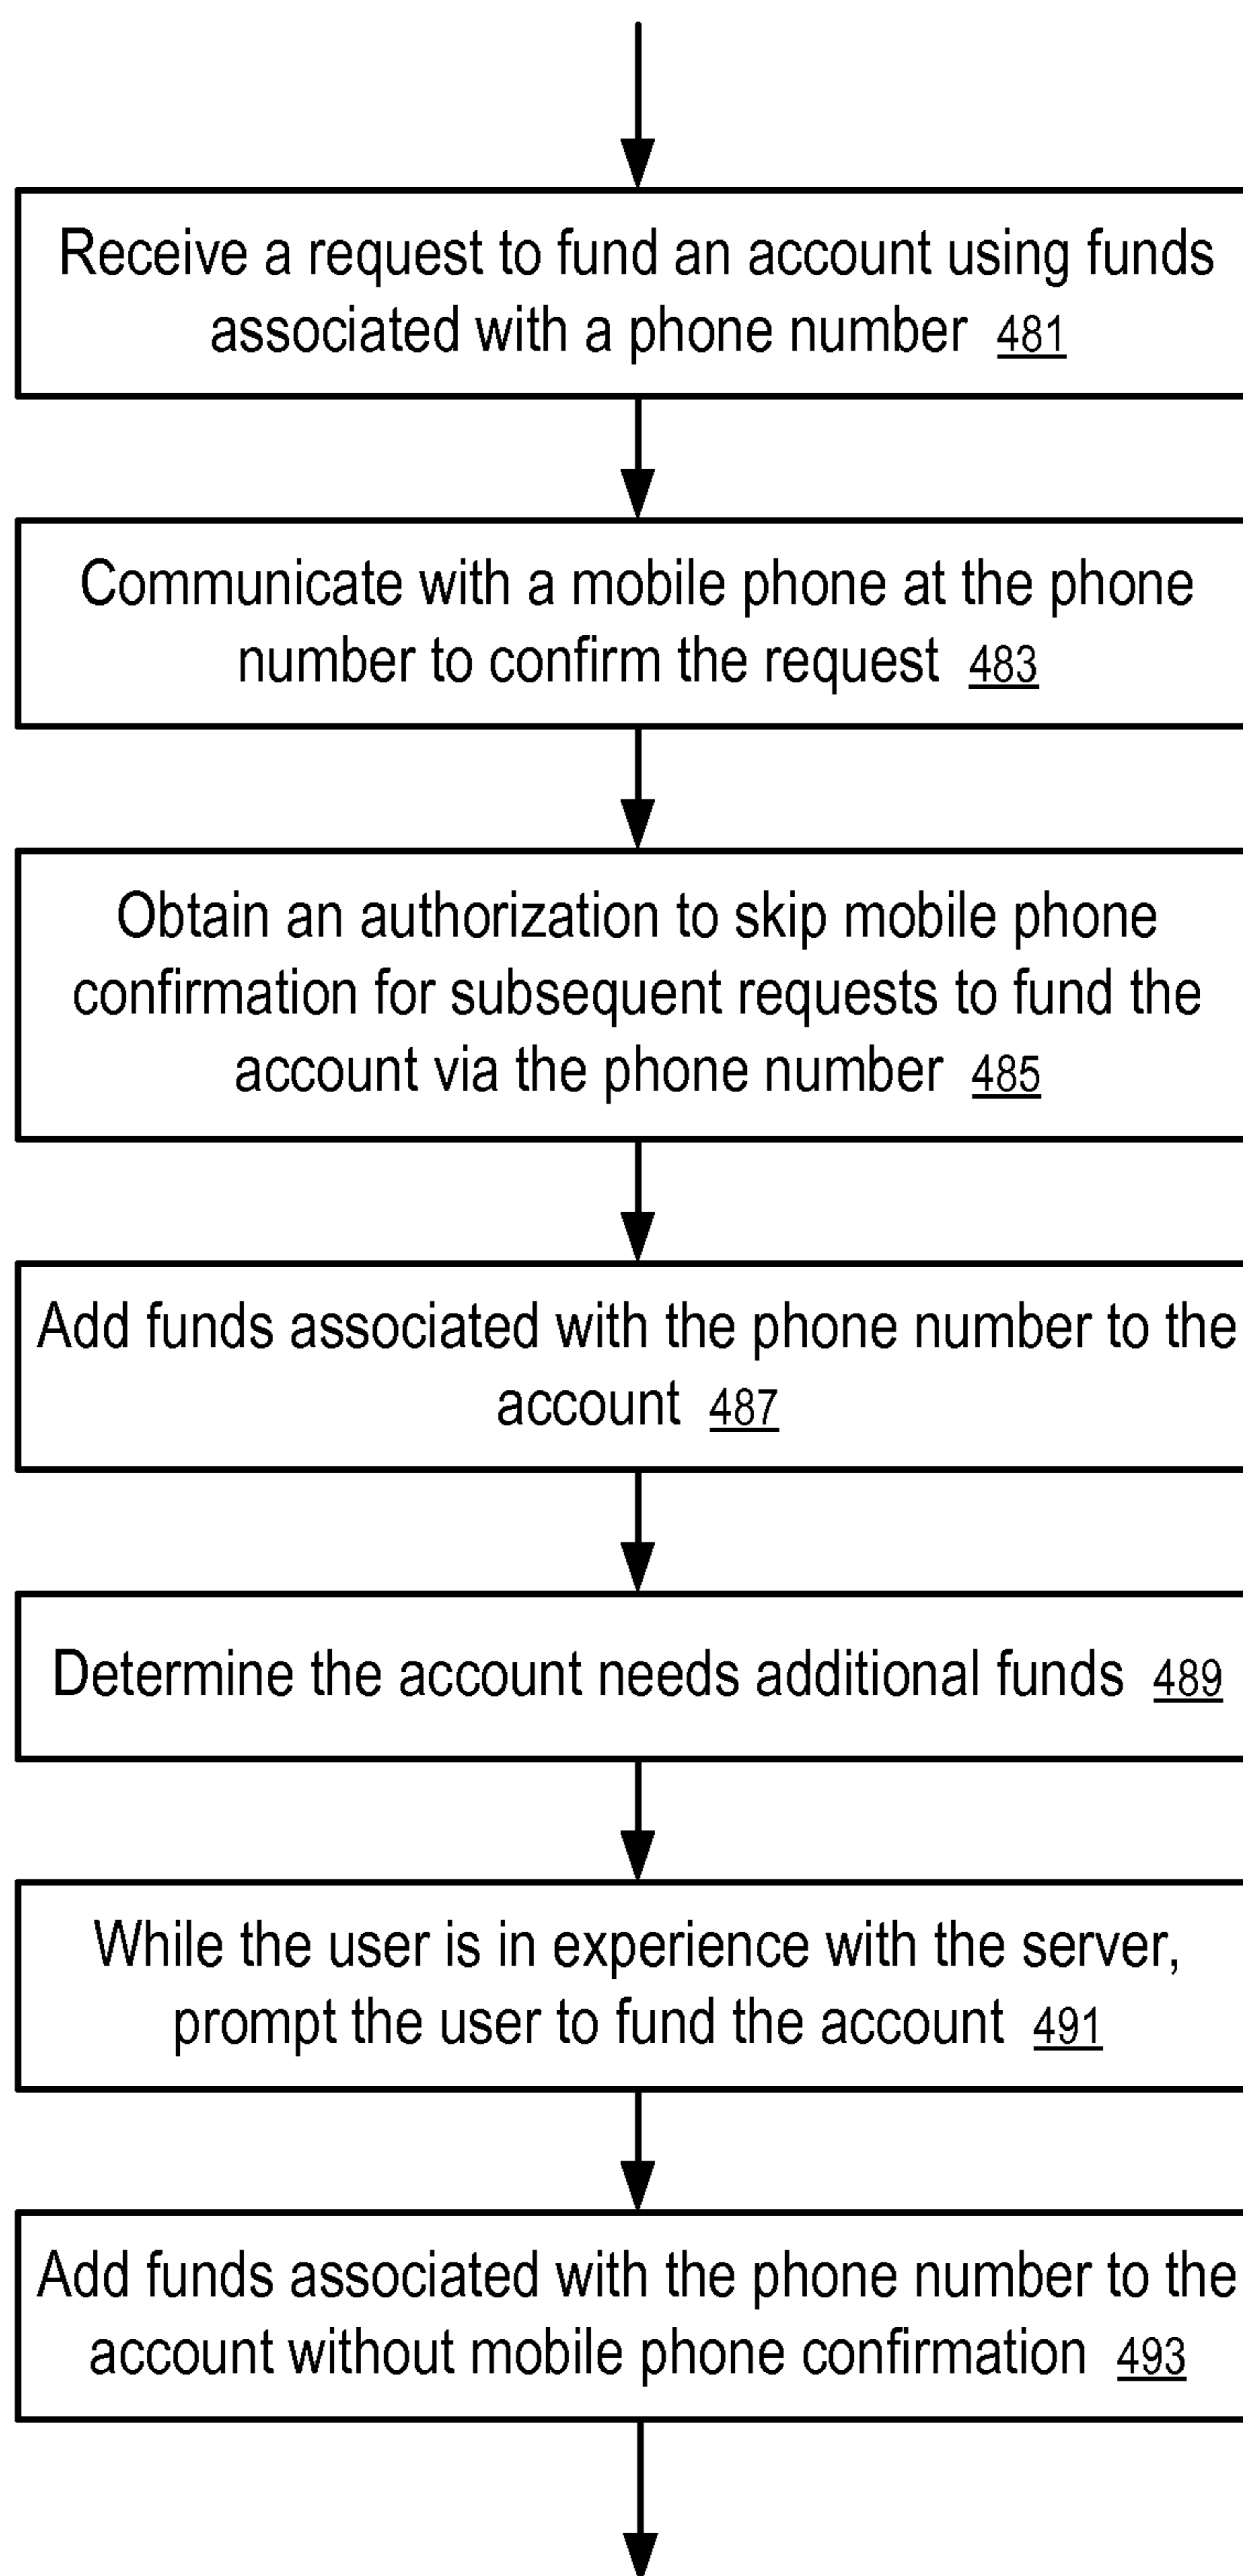 Receive a request to fund an account using funds
associated with a phone number 481
Communicate with a mobile phone at the phone
number to confirm the request 483
Obtain an authorization to skip mobile phone
confirmation for subsequent requests to fund the
account via the phone number 485
Add funds associated with the phone number to the
account 487
Determine the account needs additional funds 489
While the user is in experience with the server,
prompt the user to fund the account 491
Add funds associated with the phone number to the
account without mobile phone confirmation 493